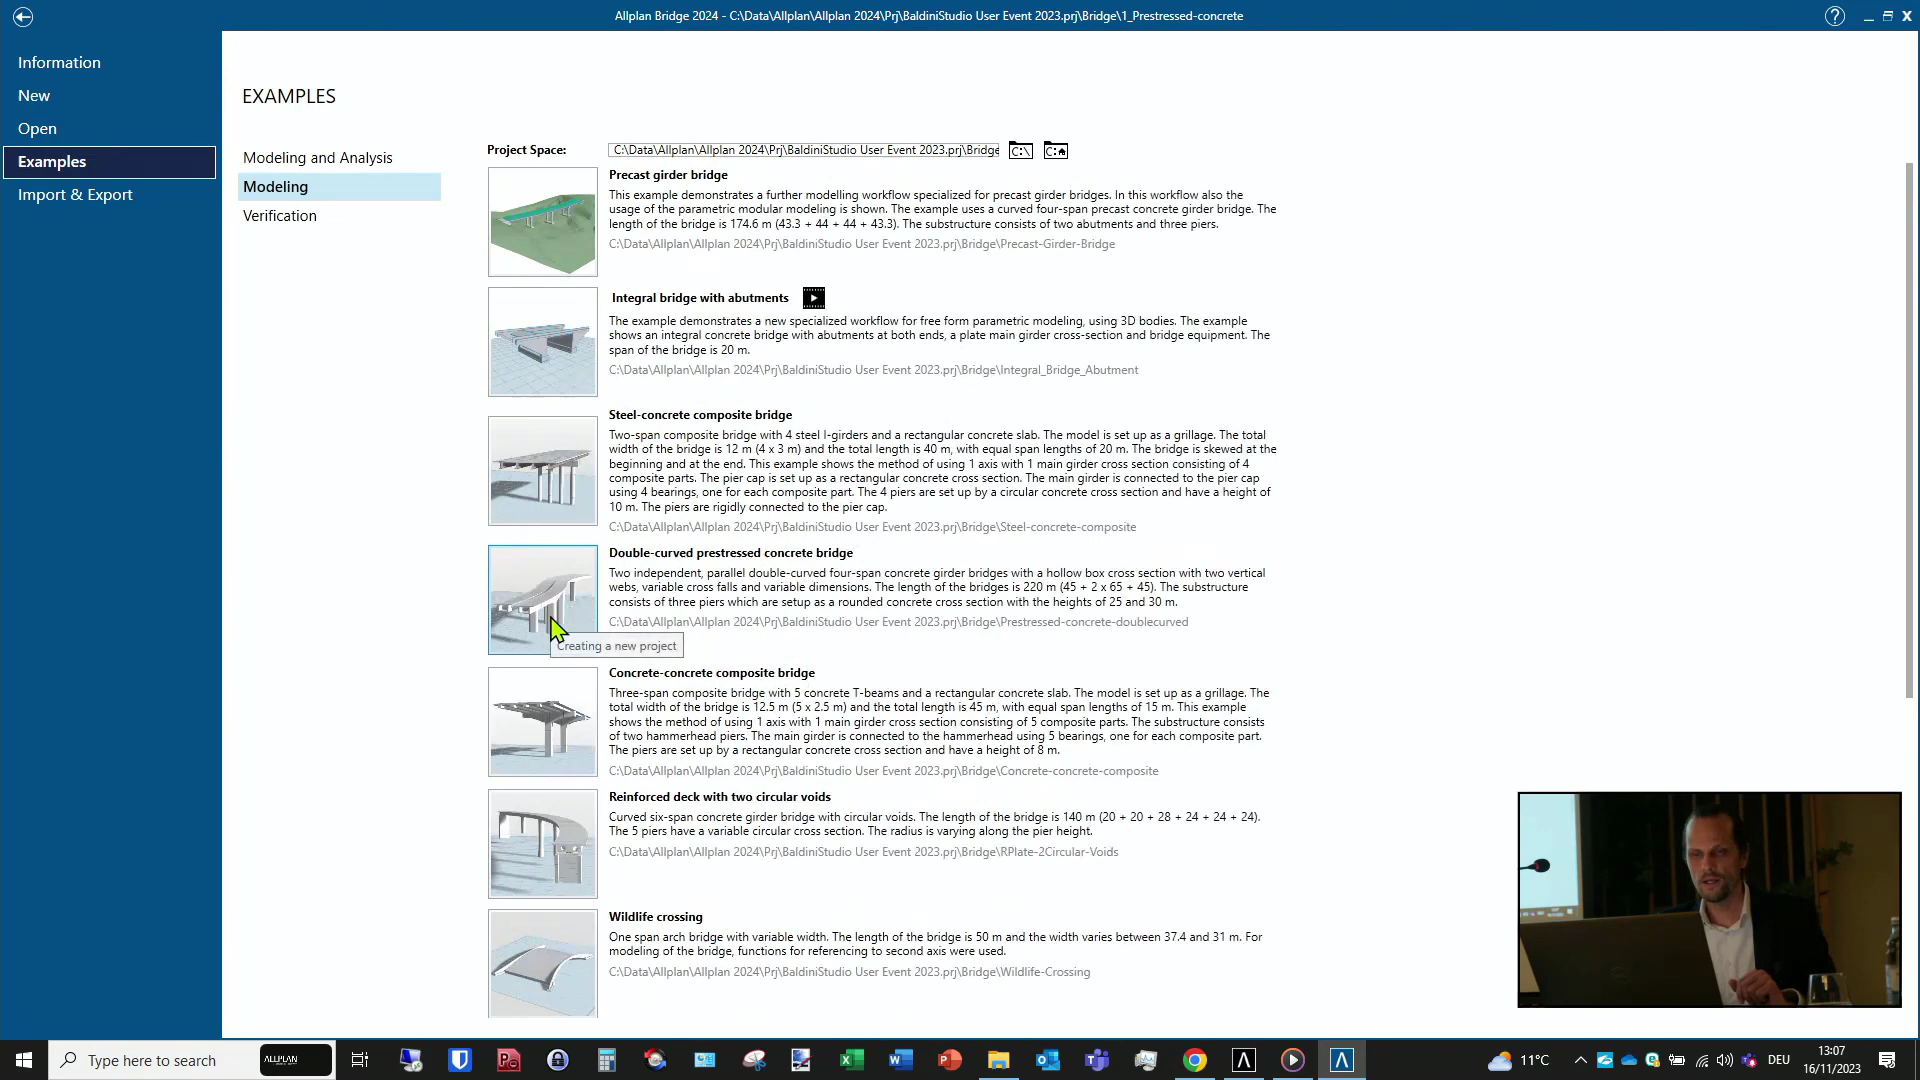 Allplan Bridge 2024 - C:\Data\Allplan\Allplan 2024\Prj\BaldiniStudio User Event 2023.prj\Bridge\1_Prestressed-concrete
Information
New
Open
Examples
Import & Export
EXAMPLES
Modeling and Analysis
Modeling
Verification
Project Space:
C:\Data\Allplan\Allplan 2024\Prj\BaldiniStudio User Event 2023.prj\Bridge
Precast girder bridge
This example demonstrates a further modelling workflow specialized for precast girder bridges. In this workflow also the
usage of the parametric modular modeling is shown. The example uses a curved four-span precast concrete girder bridge. The
length of the bridge is 174.6 m (43.3 + 44 + 44 + 43.3). The substructure consists of two abutments and three piers.
C:\Data\Allplan\Allplan 2024\Prj\BaldiniStudio User Event 2023.prj\Bridge\Precast-Girder-Bridge
Integral bridge with abutments
The example demonstrates a new specialized workflow for free form parametric modeling, using 3D bodies. The example
shows an integral concrete bridge with abutments at both ends, a plate main girder cross-section and bridge equipment. The
span of the bridge is 20 m.
C:\Data\Allplan\Allplan 2024\Prj\BaldiniStudio User Event 2023.prj\Bridge\Integral_Bridge_Abutment
Steel-concrete composite bridge
Two-span composite bridge with 4 steel I-girders and a rectangular concrete slab. The model is set up as a grillage. The total
width of the bridge is 12 m (4 x 3 m) and the total length is 40 m, with equal span lengths of 20 m. The bridge is skewed at the
beginning and at the end. This example shows the method of using 1 axis with 1 main girder cross section consisting of 4
composite parts. The pier cap is set up as a rectangular concrete cross section. The main girder is connected to the pier cap
using 4 bearings, one for each composite part. The 4 piers are set up by a circular concrete cross section and have a height of
10 m. The piers are rigidly connected to the pier cap.
C:\Data\Allplan\Allplan 2024\Prj\BaldiniStudio User Event 2023.prj\Bridge\Steel-concrete-composite
Double-curved prestressed concrete bridge
Two independent, parallel double-curved four-span concrete girder bridges with a hollow box cross section with two vertical
webs, variable cross falls and variable dimensions. The length of the bridges is 220 m (45 + 2 x 65 + 45). The substructure
consists of three piers which are setup as a rounded concrete cross section with the heights of 25 and 30 m.
C:\Data\Allplan\Allplan 2024\Prj\BaldiniStudio User Event 2023.prj\Bridge\Prestressed-concrete-doublecurved
Creating a new project
Concrete-concrete composite bridge
Three-span composite bridge with 5 concrete T-beams and a rectangular concrete slab. The model is set up as a grillage. The
total width of the bridge is 12.5 m (5 x 2.5 m) and the total length is 45 m, with equal span lengths of 15 m. This example
shows the method of using 1 axis with 1 main girder cross section consisting of 5 composite parts. The substructure consists
of two hammerhead piers. The main girder is connected to the hammerhead using 5 bearings, one for each composite part.
The piers are set up by a rectangular concrete cross section and have a height of 8 m.
C:\Data\Allplan\Allplan 2024\Prj\BaldiniStudio User Event 2023.prj\Bridge\Concrete-concrete-composite
Reinforced deck with two circular voids
Curved six-span concrete girder bridge with circular voids. The length of the bridge is 140 m (20 + 20 + 28 + 24 + 24 + 24).
The 5 piers have a variable circular cross section. The radius is varying along the pier height.
C:\Data\Allplan\Allplan 2024\Prj\BaldiniStudio User Event 2023.prj\Bridge\RPlate-2Circular-Voids
Wildlife crossing
One span arch bridge with variable width. The length of the bridge is 50 m and the width varies between 37.4 and 31 m. For
modeling of the bridge, functions for referencing to second axis were used.
C:\Data\Allplan\Allplan 2024\Prj\BaldiniStudio User Event 2023.prj\Bridge\Wildlife-Crossing
Type here to search
ALLPLAN
11°C
DEU
13:07
16/11/2023